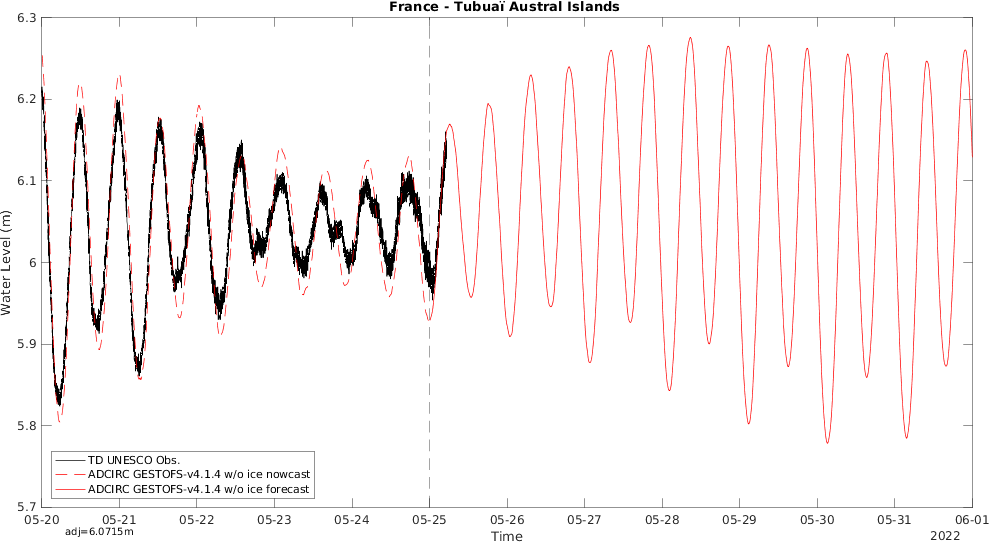 France - Tubuaï Austral Islands
6.3
6.2
6.1
6
5.9
5.8
5.7
Water Level (m)
TD UNESCO Obs.
ADCIRC GESTOFS-v4.1.4 w/o ice nowcast
ADCIRC GESTOFS-v4.1.4 w/o ice forecast
05-20 05-21 05-22 05-23 05-24 05-25 05-26 05-27 05-28 05-29 05-30 05-31 06-01
adj=6.0715m
Time
2022